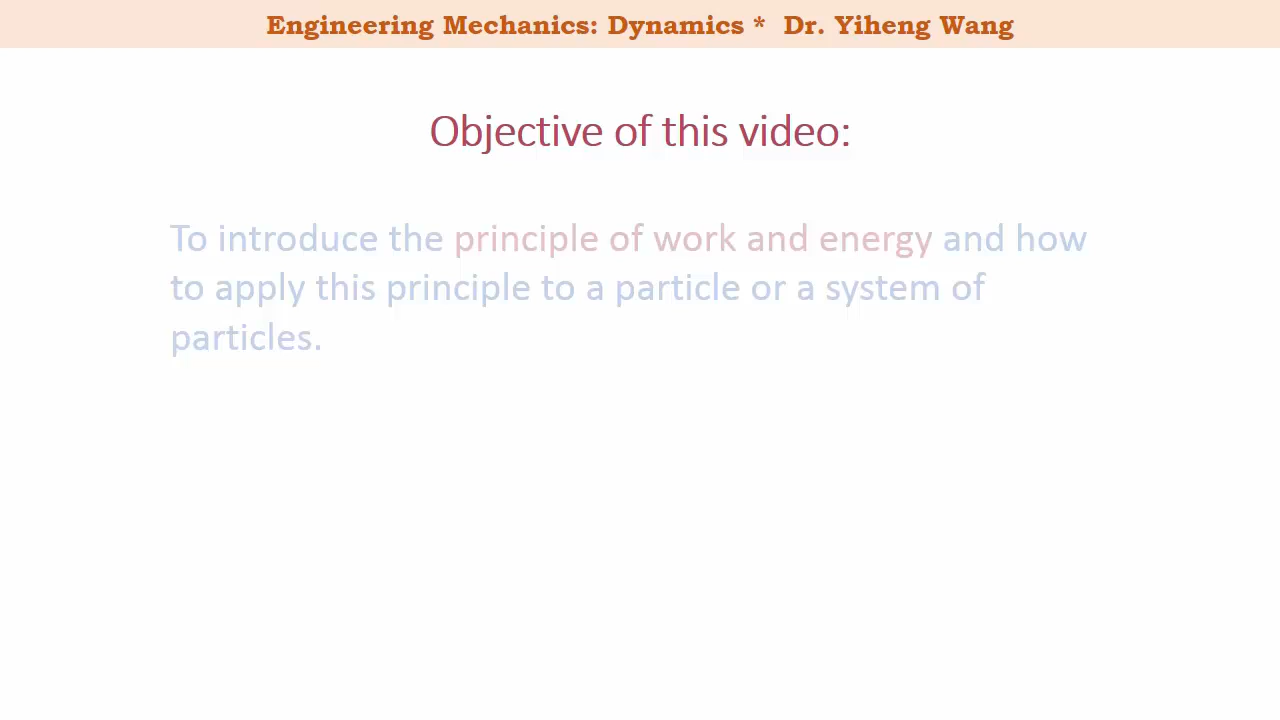 Engineering Mechanics: Dynamics * Dr. Yiheng Wang
Objective of this video:
To introduce the principle of work and energy and how
to apply this principle to a particle or a system of
particles.